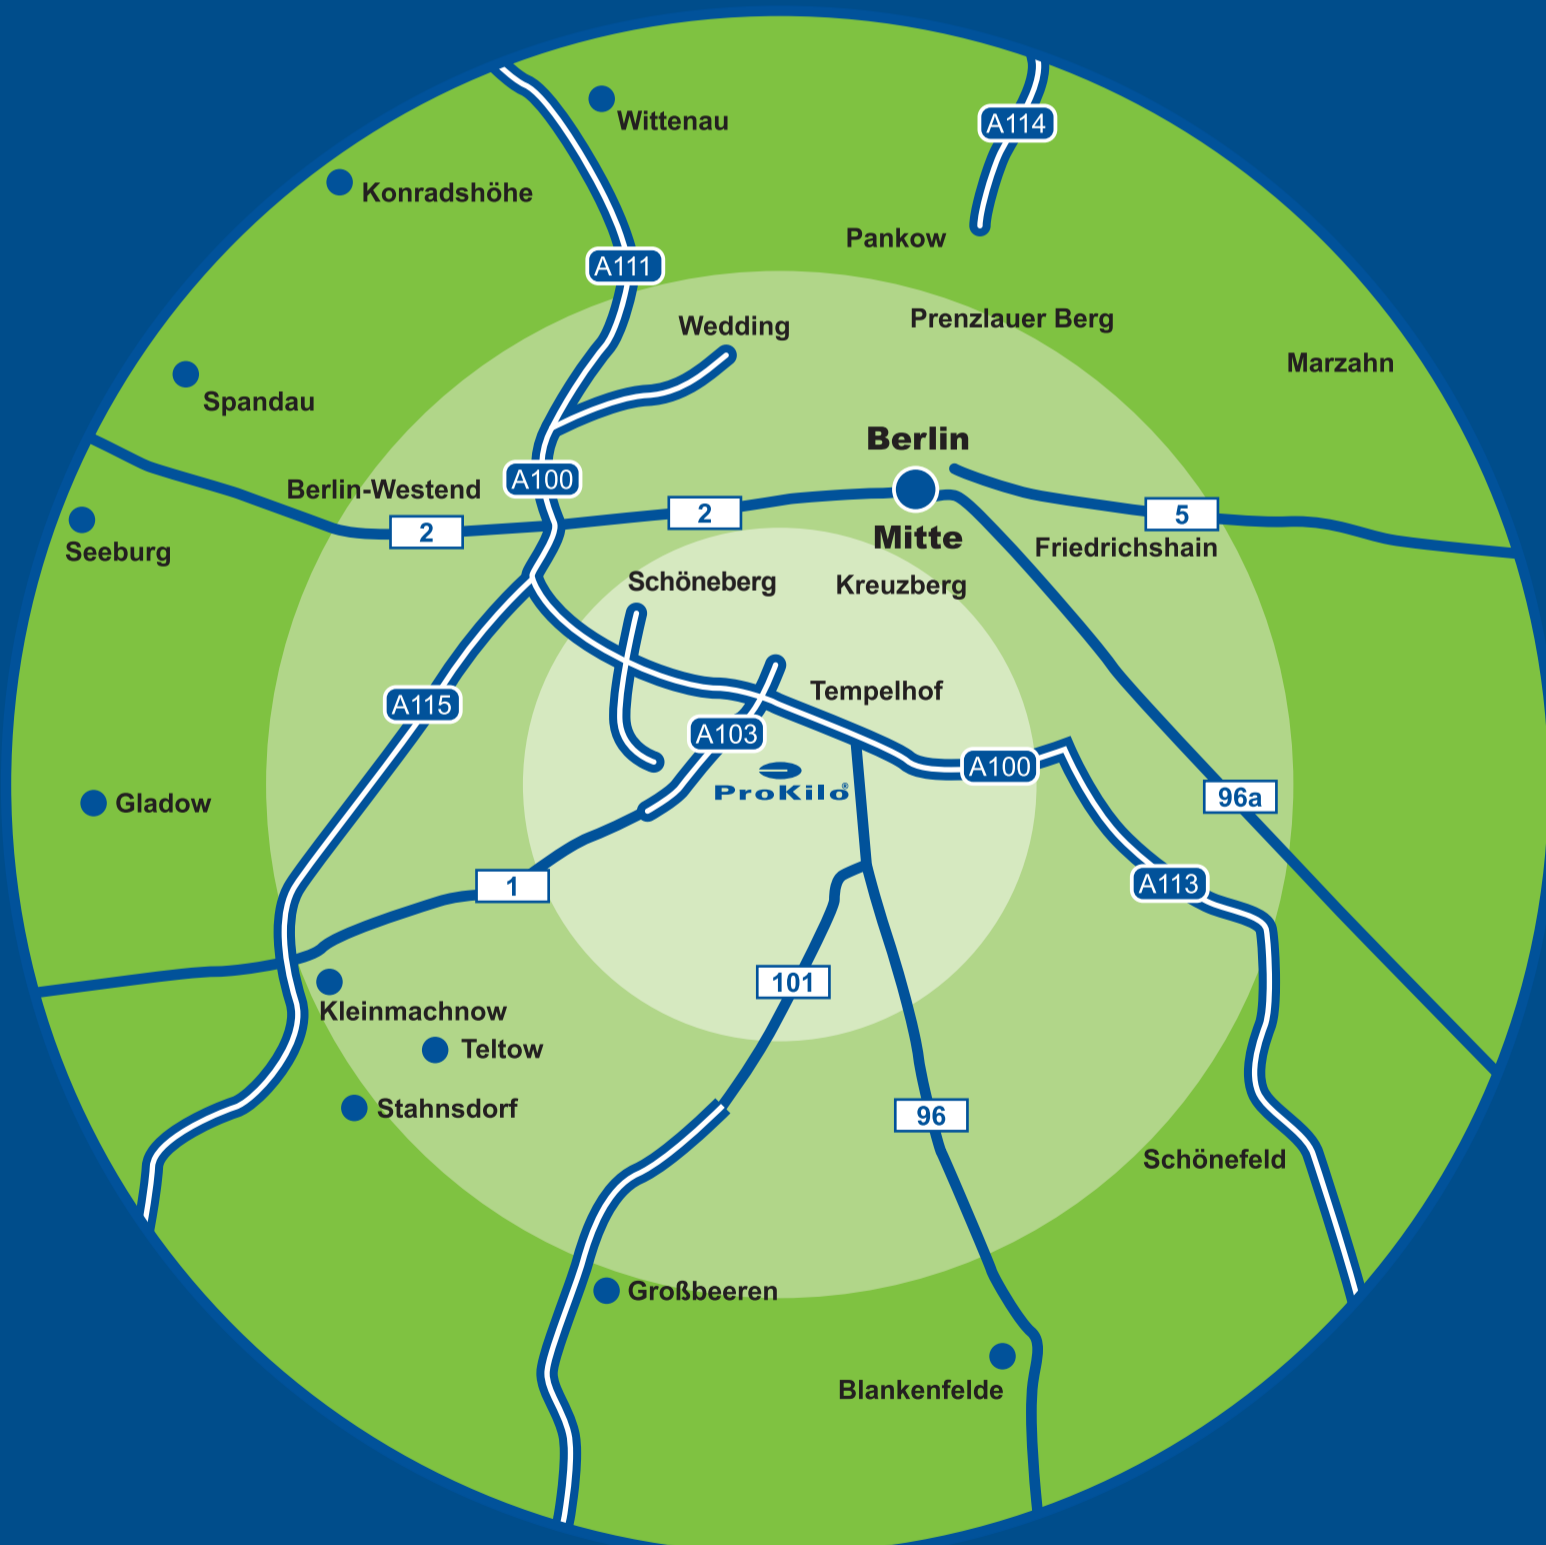 Wittenau
A114
Konradshöhe
Pankow
A111
Wedding
Prenzlauer Berg
Marzahn
Spandau
Berlin
A100
Berlin-Westend
2
2
5
Seeburg
Mitte
Friedrichshain
Schöneberg
Kreuzberg
Tempelhof
A115
A103
A100
ProKilo®
96a
Gladow
A113
1
101
Kleinmachnow
Teltow
Stahnsdorf
96
Schönefeld
Großbeeren
Blankenfelde